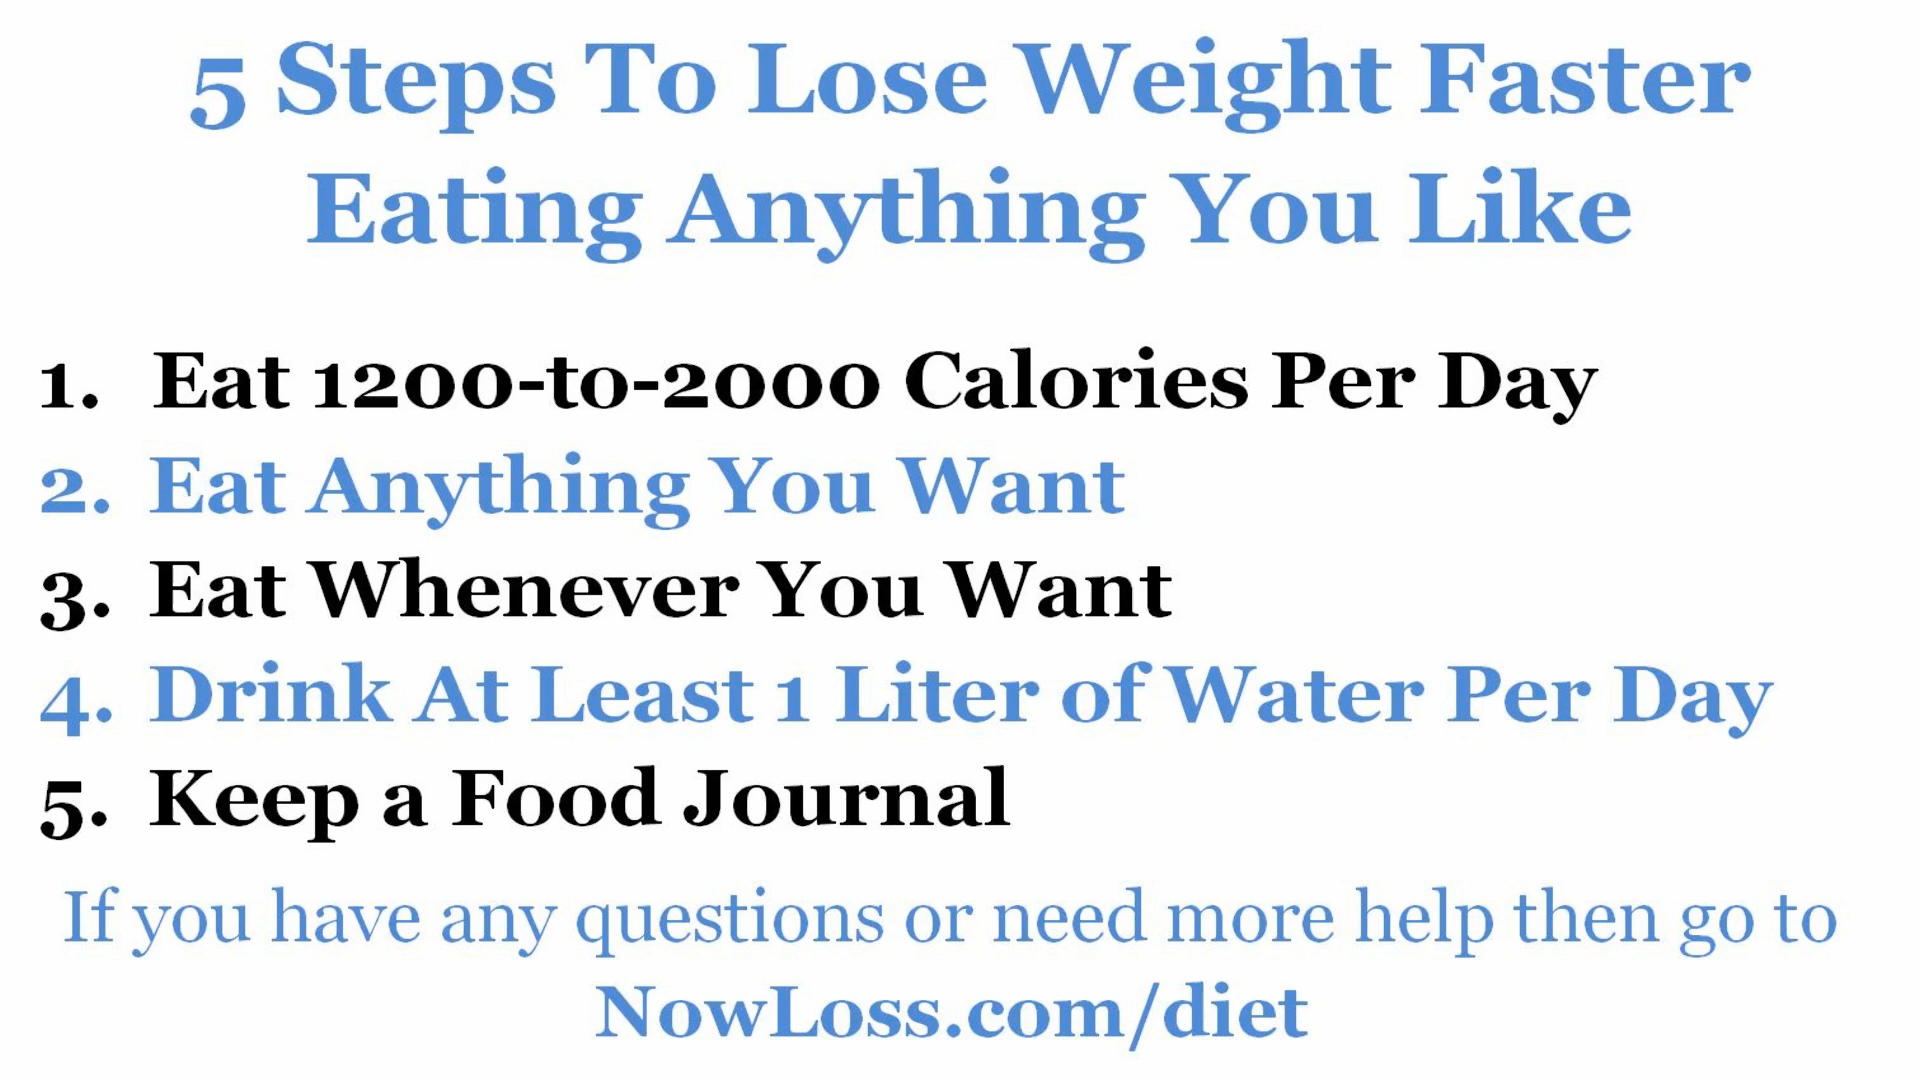 5 Steps To Lose Weight Faster
Eating Anything You Like
1. Eat 1200-to-2000 Calories Per Day
2. Eat Anything You Want
3. Eat Whenever You Want
4. Drink At Least 1 Liter of Water Per Day
5. Keep a Food Journal
If you have any questions or need more help then go to
NowLoss.com/diet